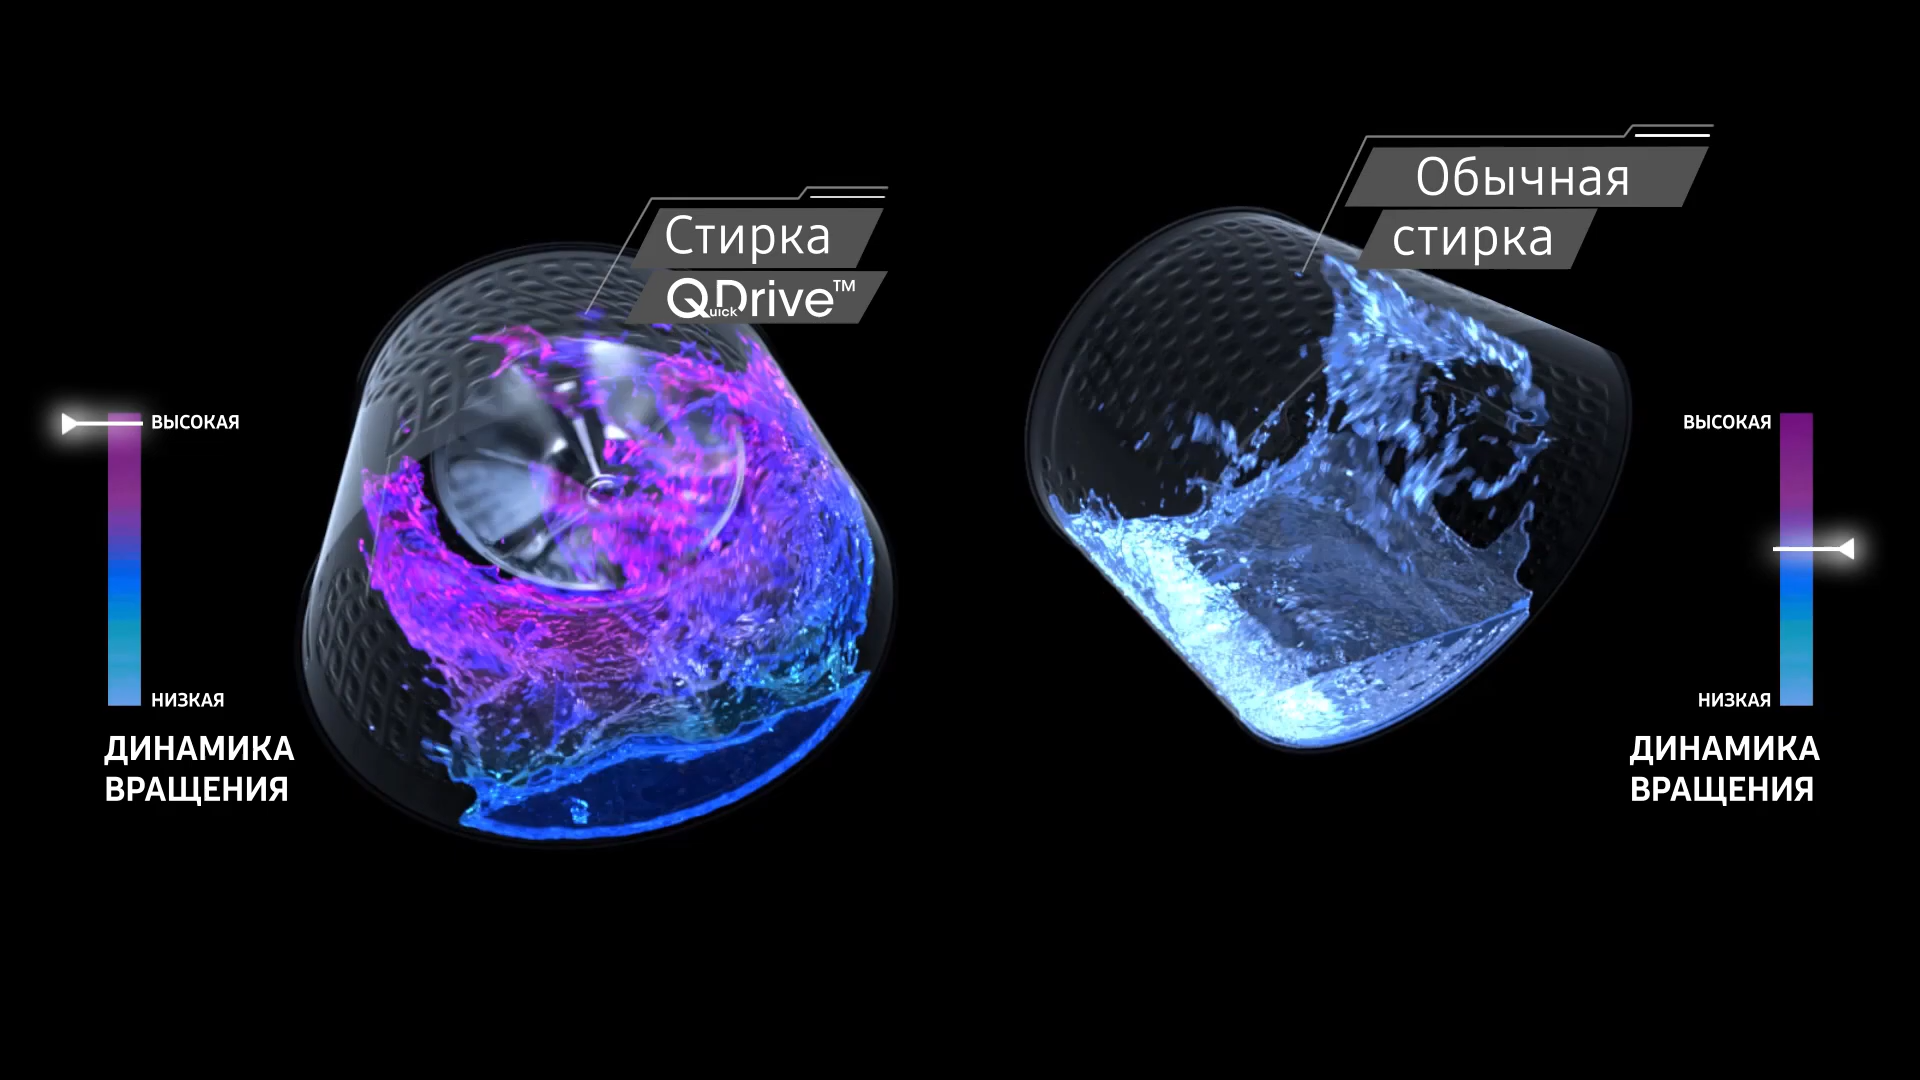 Стирка
QuickDrive™
ВЫСОКАЯ
НИЗКАЯ
ДИНАМИКА
ВРАЩЕНИЯ
Обычная
стирка
ВЫСОКАЯ
НИЗКАЯ
ДИНАМИКА
ВРАЩЕНИЯ